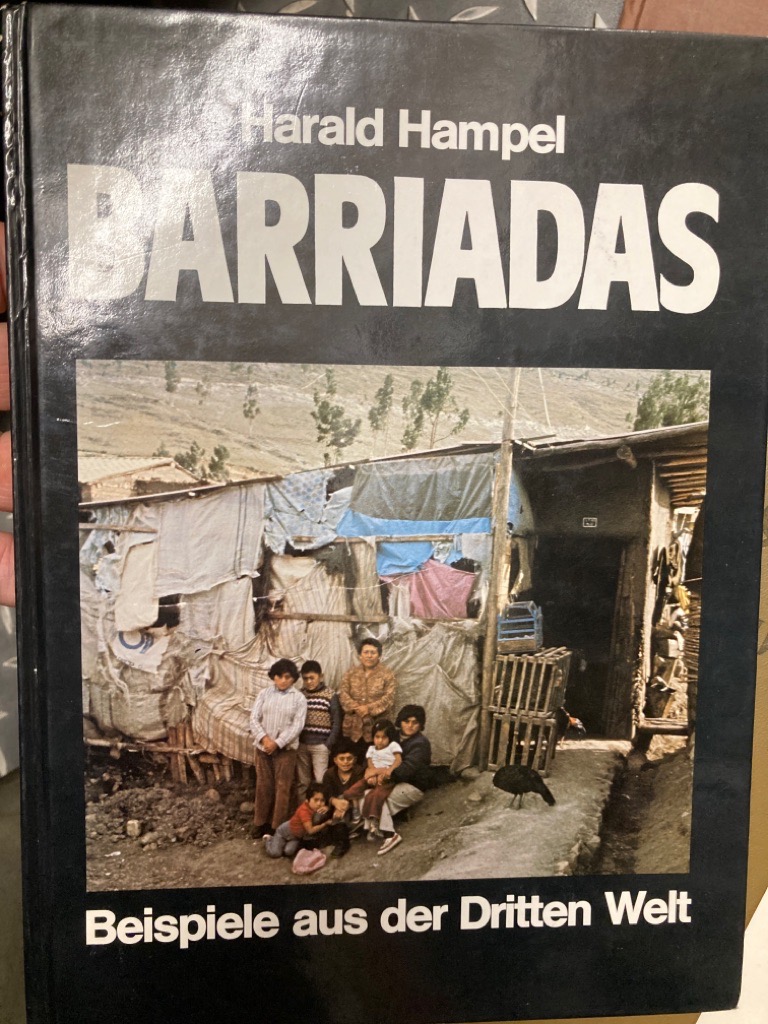 Harald Hampel
BARRIADAS
Beispiele aus der Dritten Welt